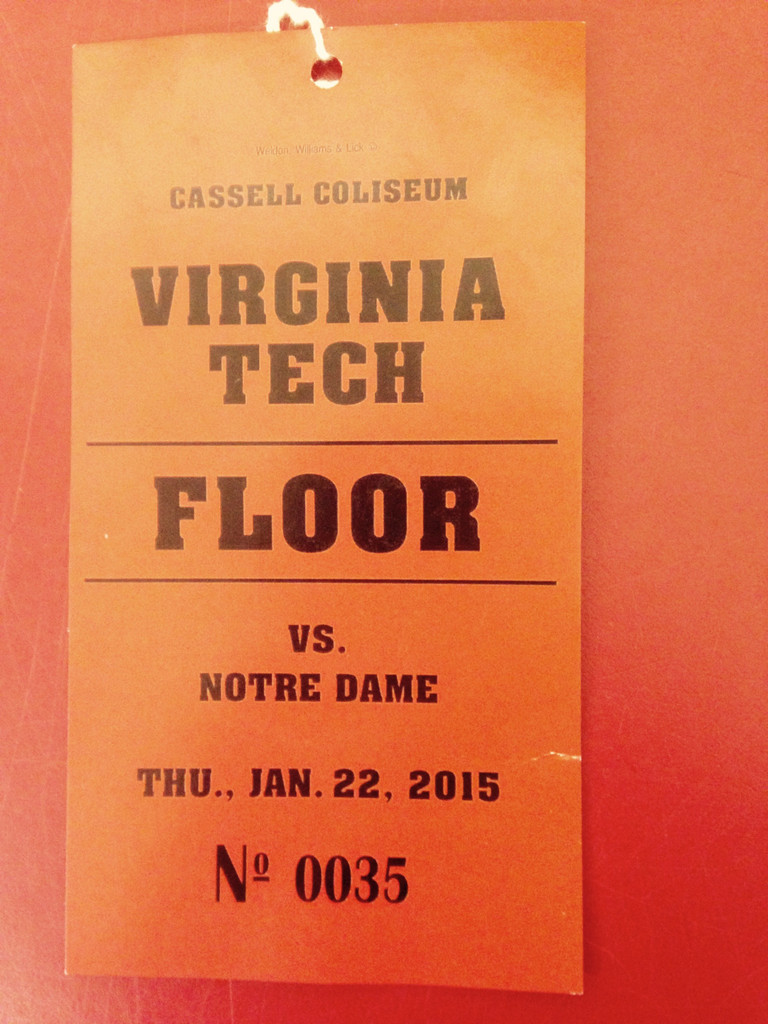 Weldon, Williams & Lick
CASSELL COLISEUM
VIRGINIA
TECH
FLOOR
VS.
NOTRE DAME
THU., JAN. 22, 2015
Nº 0035